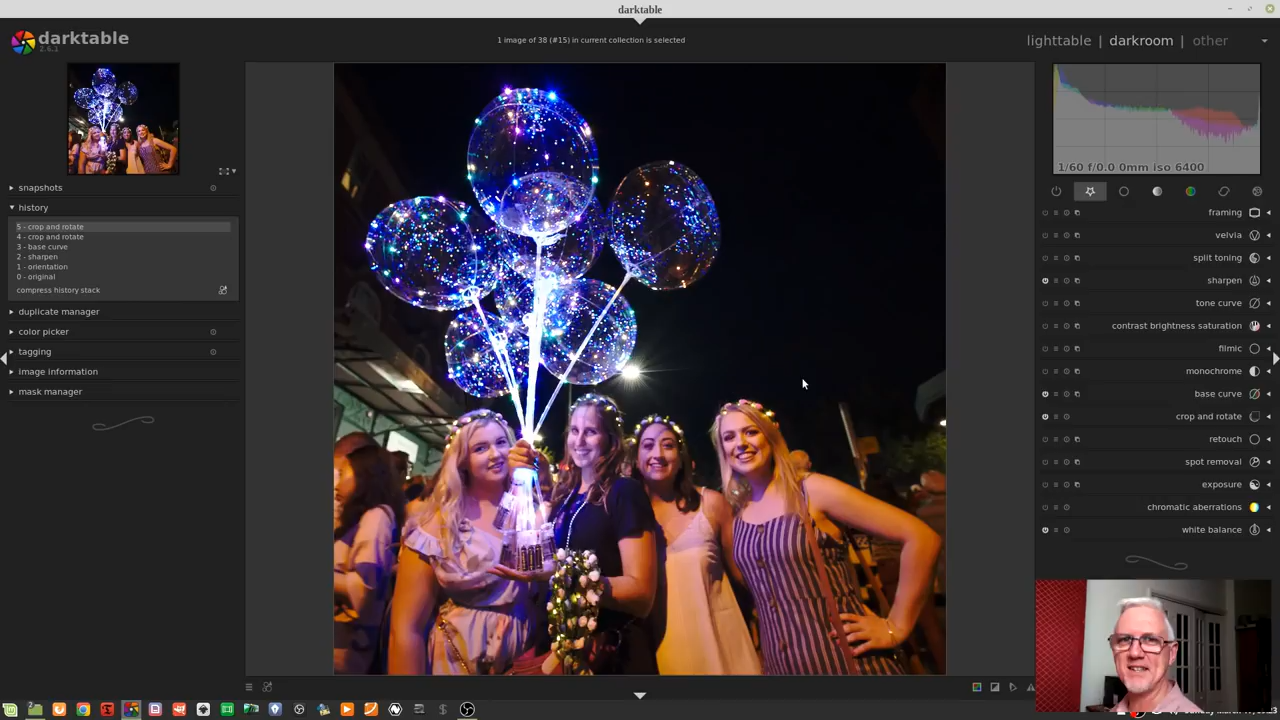 darktable
darktable
2.6.1
1 image of 38 (#15) in current collection is selected
lighttable | darkroom | other
1/60 f/0.0 0mm iso 6400
snapshots
history
5 - crop and rotate
4 - crop and rotate
3 - base curve
2 - sharpen
1 - orientation
0 - original
compress history stack
duplicate manager
color picker
tagging
image information
mask manager
framing
velvia
split toning
sharpen
tone curve
contrast brightness saturation
filmic
monochrome
base curve
crop and rotate
retouch
spot removal
exposure
chromatic aberrations
white balance